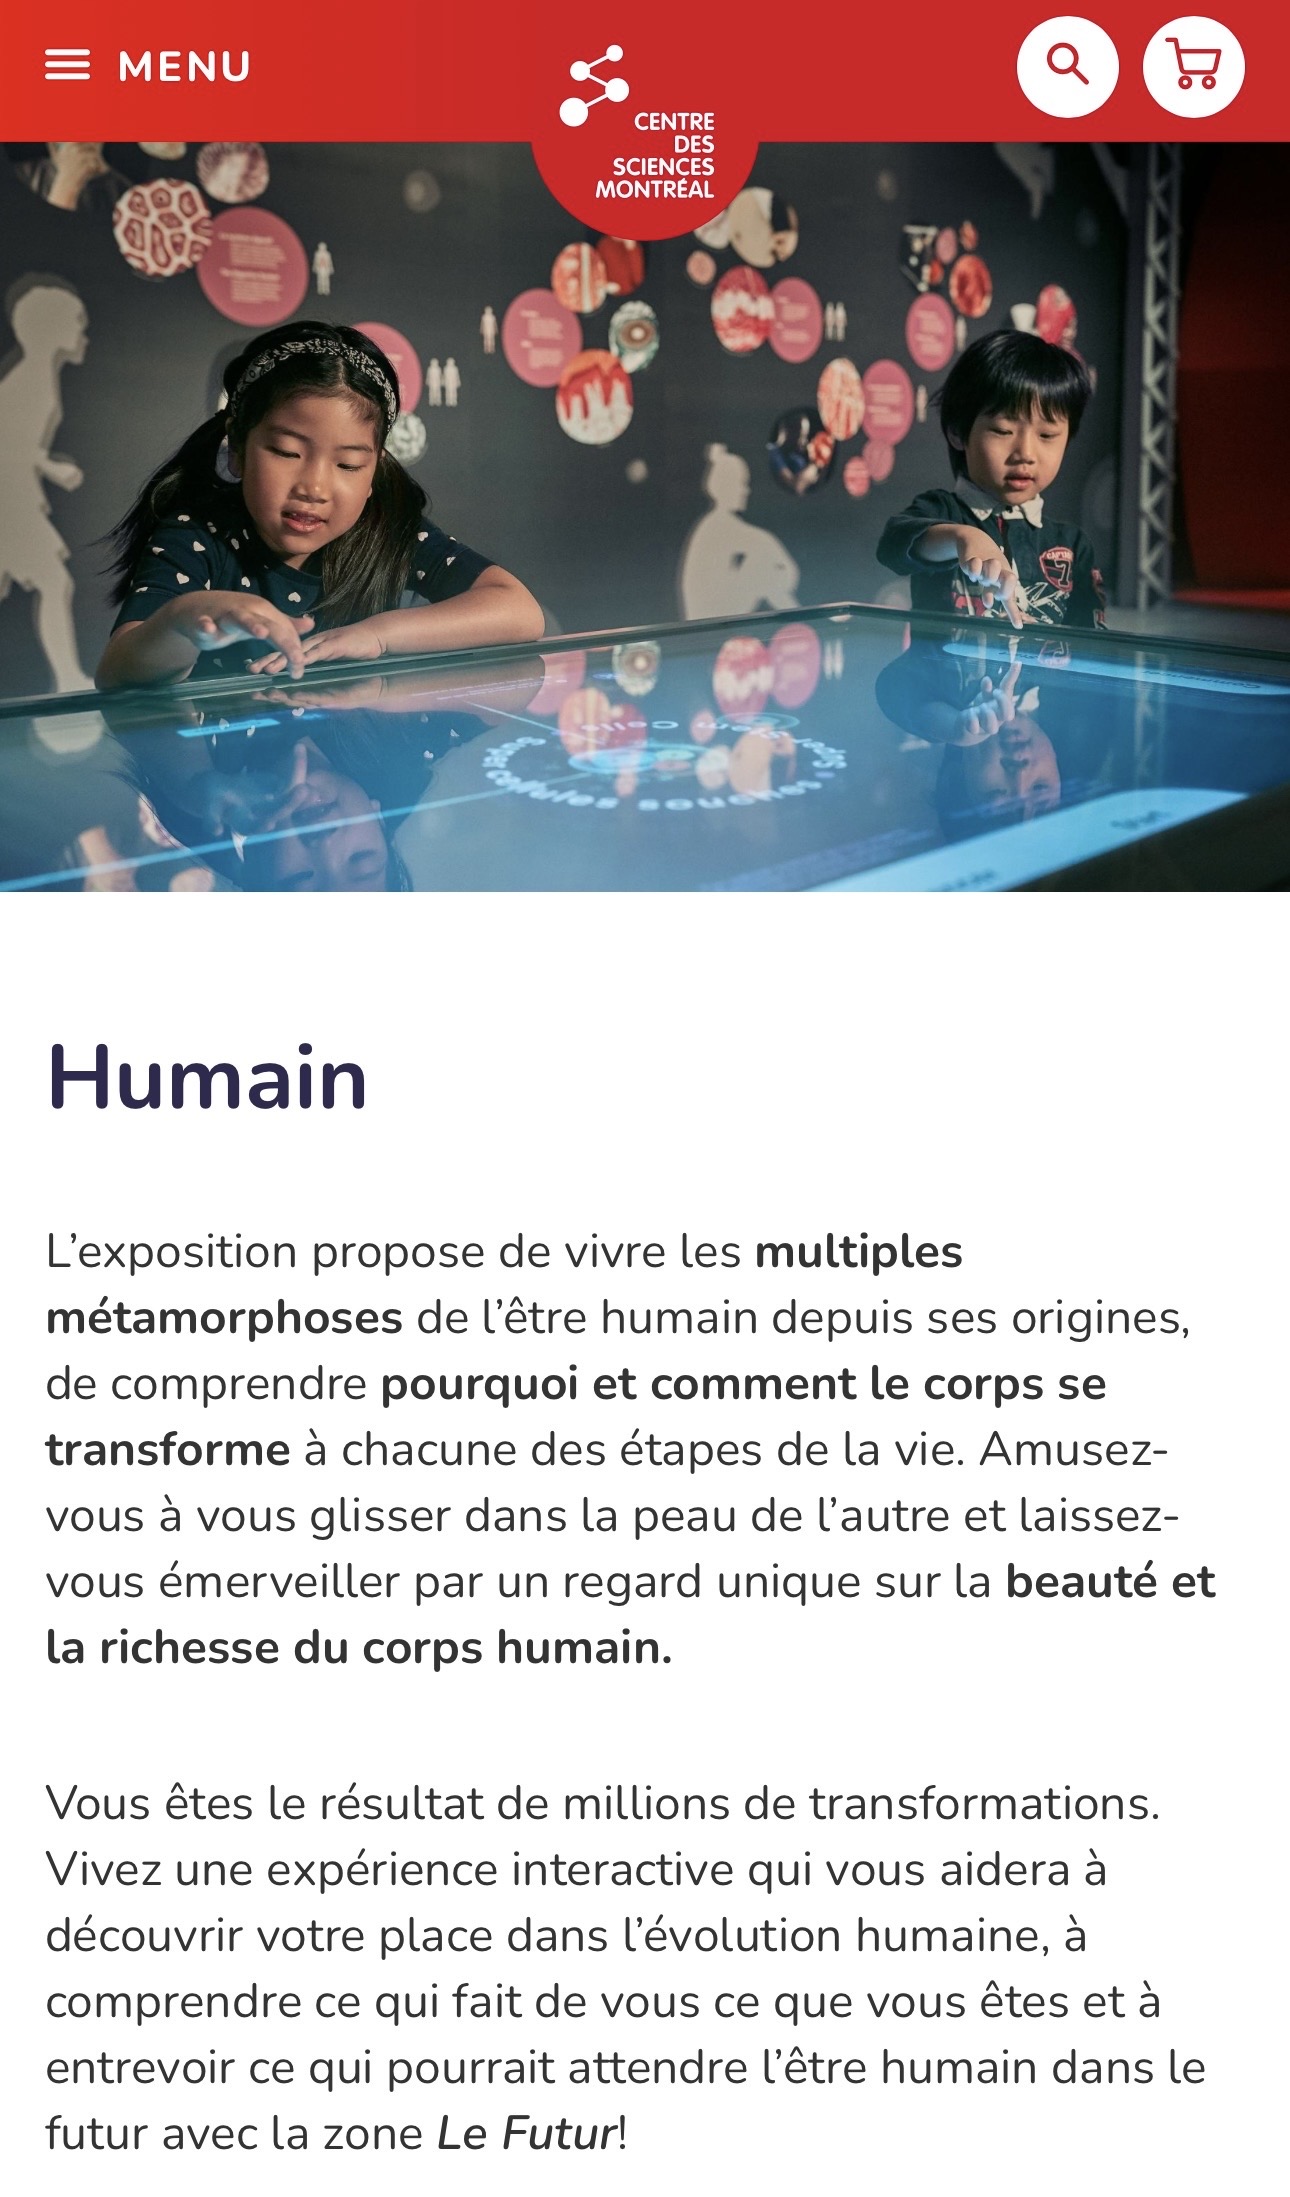 MENU
CENTRE
DES
SCIENCES
MONTRÉAL
Super Stem Cells
Supercellules souches
Humain
L’exposition propose de vivre les multiples
métamorphoses de l’être humain depuis ses origines,
de comprendre pourquoi et comment le corps se
transforme à chacune des étapes de la vie. Amusez-
vous à vous glisser dans la peau de l’autre et laissez-
vous émerveiller par un regard unique sur la beauté et
la richesse du corps humain.
Vous êtes le résultat de millions de transformations.
Vivez une expérience interactive qui vous aidera à
découvrir votre place dans l’évolution humaine, à
comprendre ce qui fait de vous ce que vous êtes et à
entrevoir ce qui pourrait attendre l’être humain dans le
futur avec la zone Le Futur!